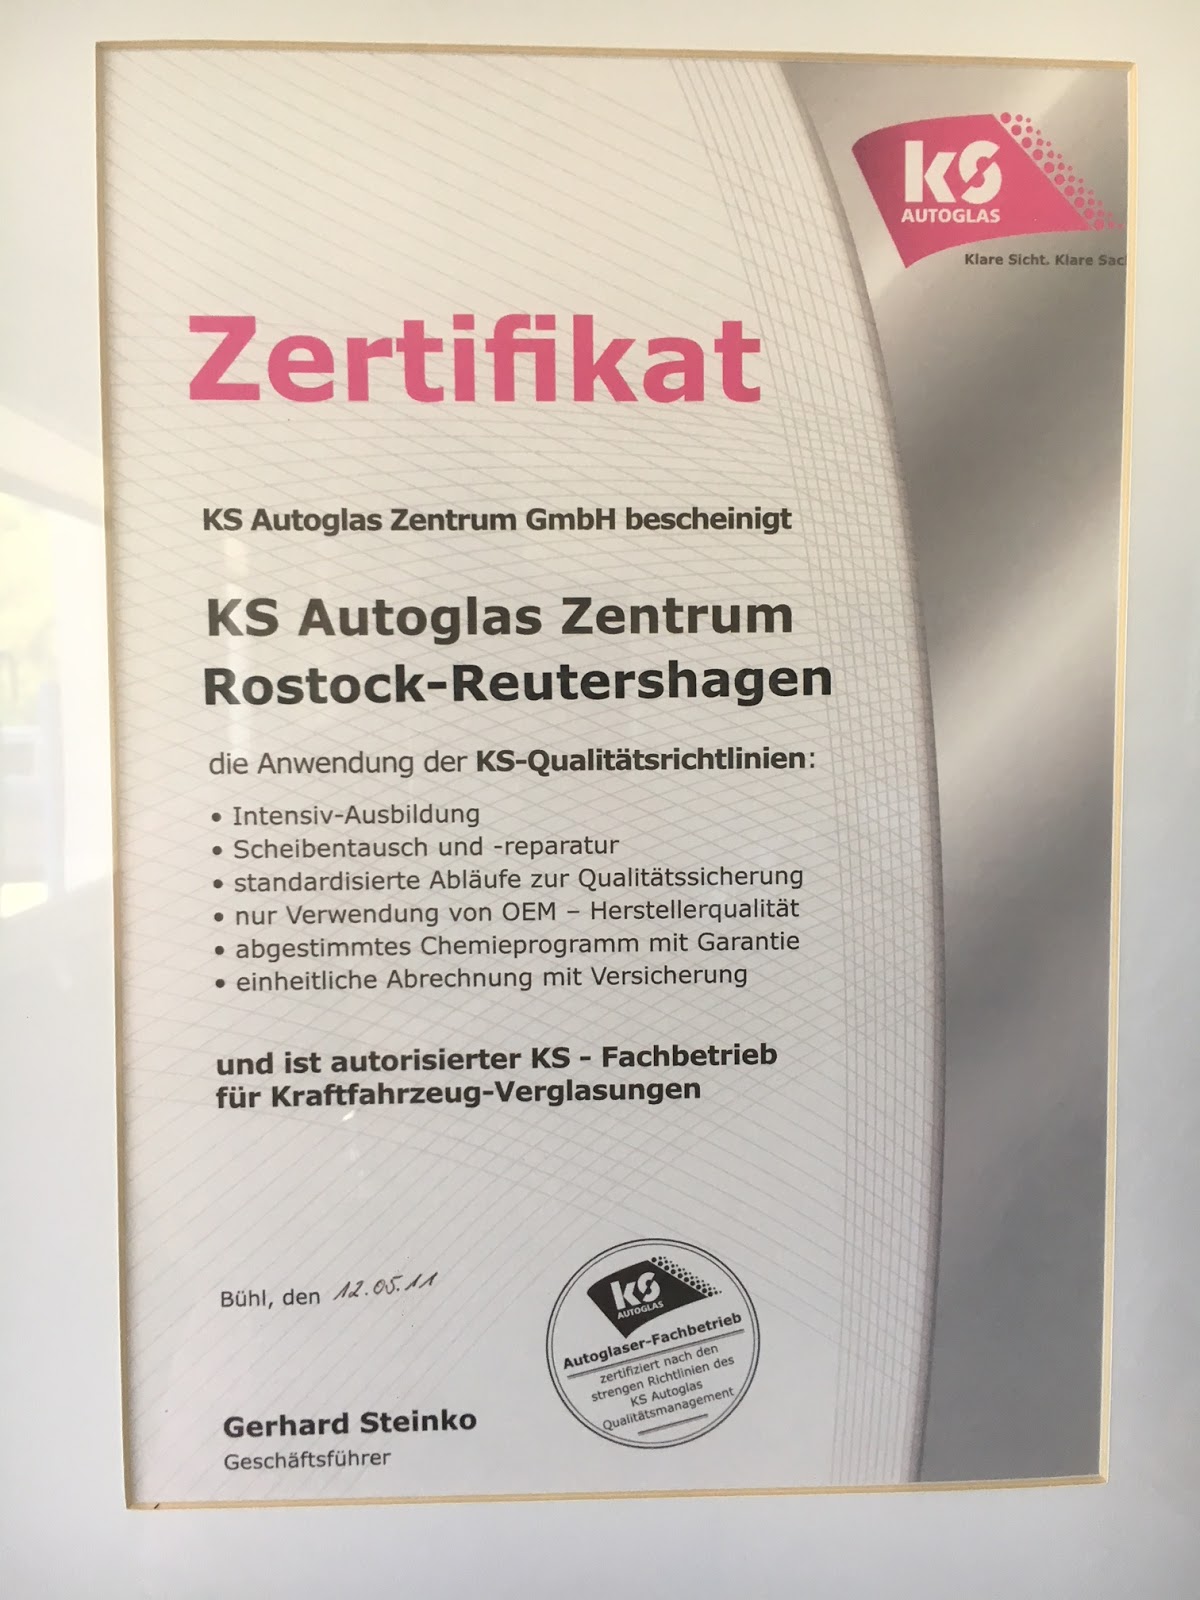 KS
AUTOGLAS
Klare Sicht. Klare
Zertifikat
KS Autoglas Zentrum GmbH bescheinigt
KS Autoglas Zentrum
Rostock-Reutershagen
die Anwendung der KS-Qualitätsrichtlinien:
• Intensiv-Ausbildung
• Scheibentausch und -reparatur
• standardisierte Abläufe zur Qualitätssicherung
• nur Verwendung von OEM – Herstellerqualität
• abgestimmtes Chemieprogramm mit Garantie
• einheitliche Abrechnung mit Versicherung
und ist autorisierter KS - Fachbetrieb
für Kraftfahrzeug-Verglasungen
Bühl, den 12.05.11
KS
AUTOGLAS
Autoglaser-Fachbetrieb
zertifiziert nach den
strengen Richtlinien des
KS Autoglas
Qualitätsmanagement
Gerhard Steinko
Geschäftsführer